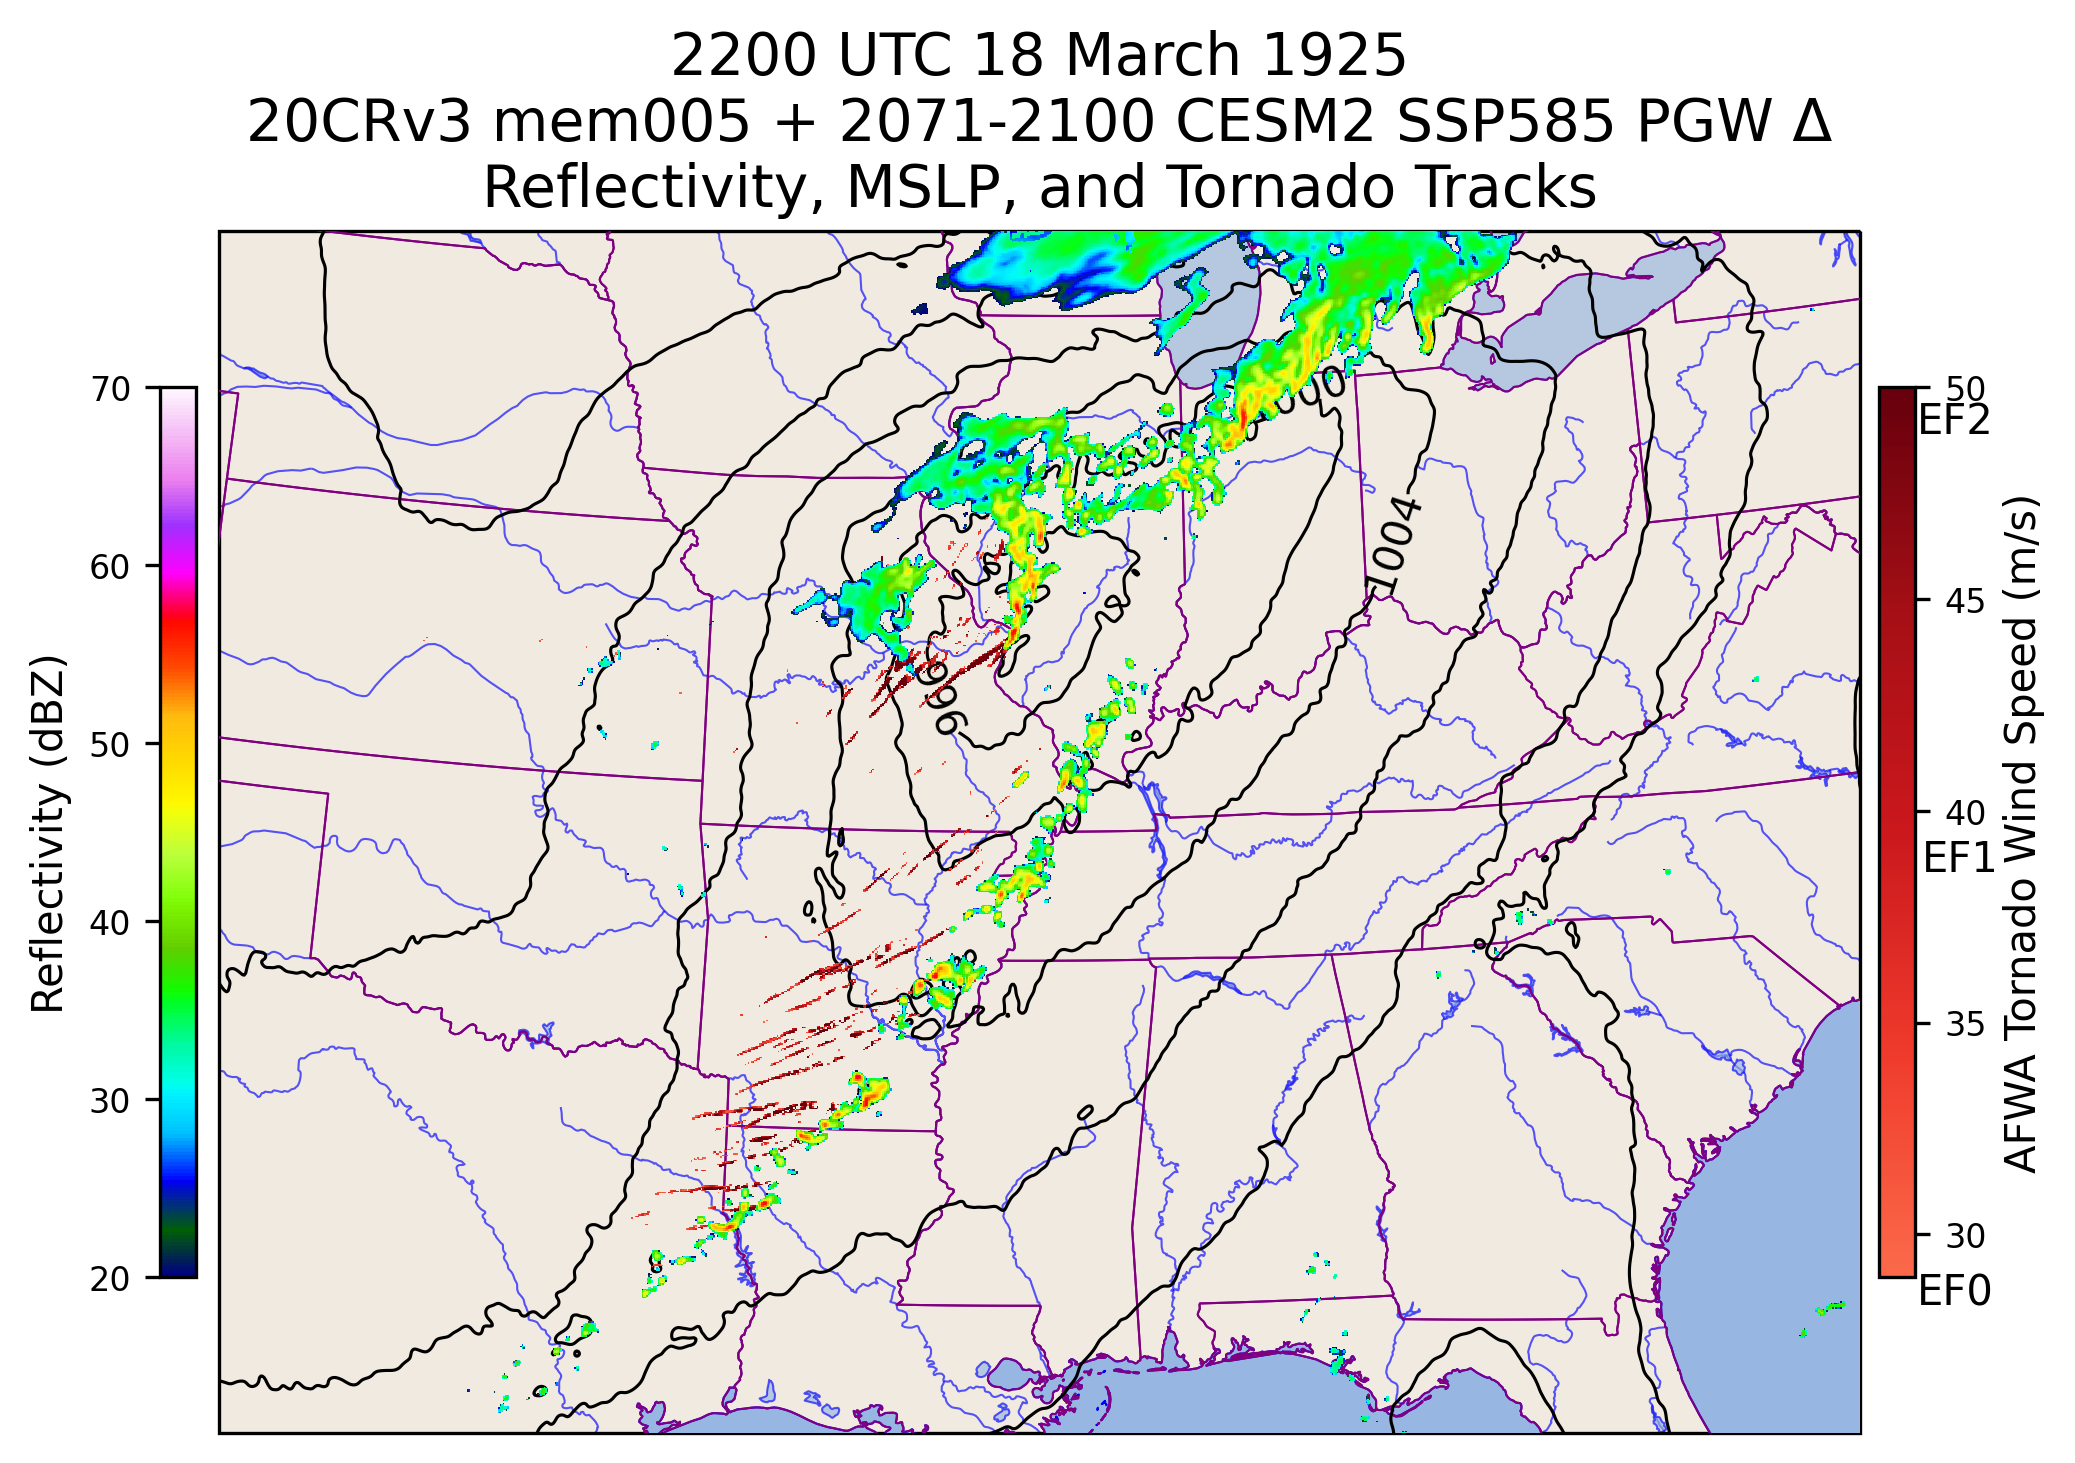 2200 UTC 18 March 1925
20CRv3 mem005 + 2071-2100 CESM2 SSP585 PGW Δ
Reflectivity, MSLP, and Tornado Tracks
70
60
50
40
30
20
Reflectivity (dBZ)
1000
1004
996
50
EF2
45
40
EF1
35
30
EF0
AFWA Tornado Wind Speed (m/s)